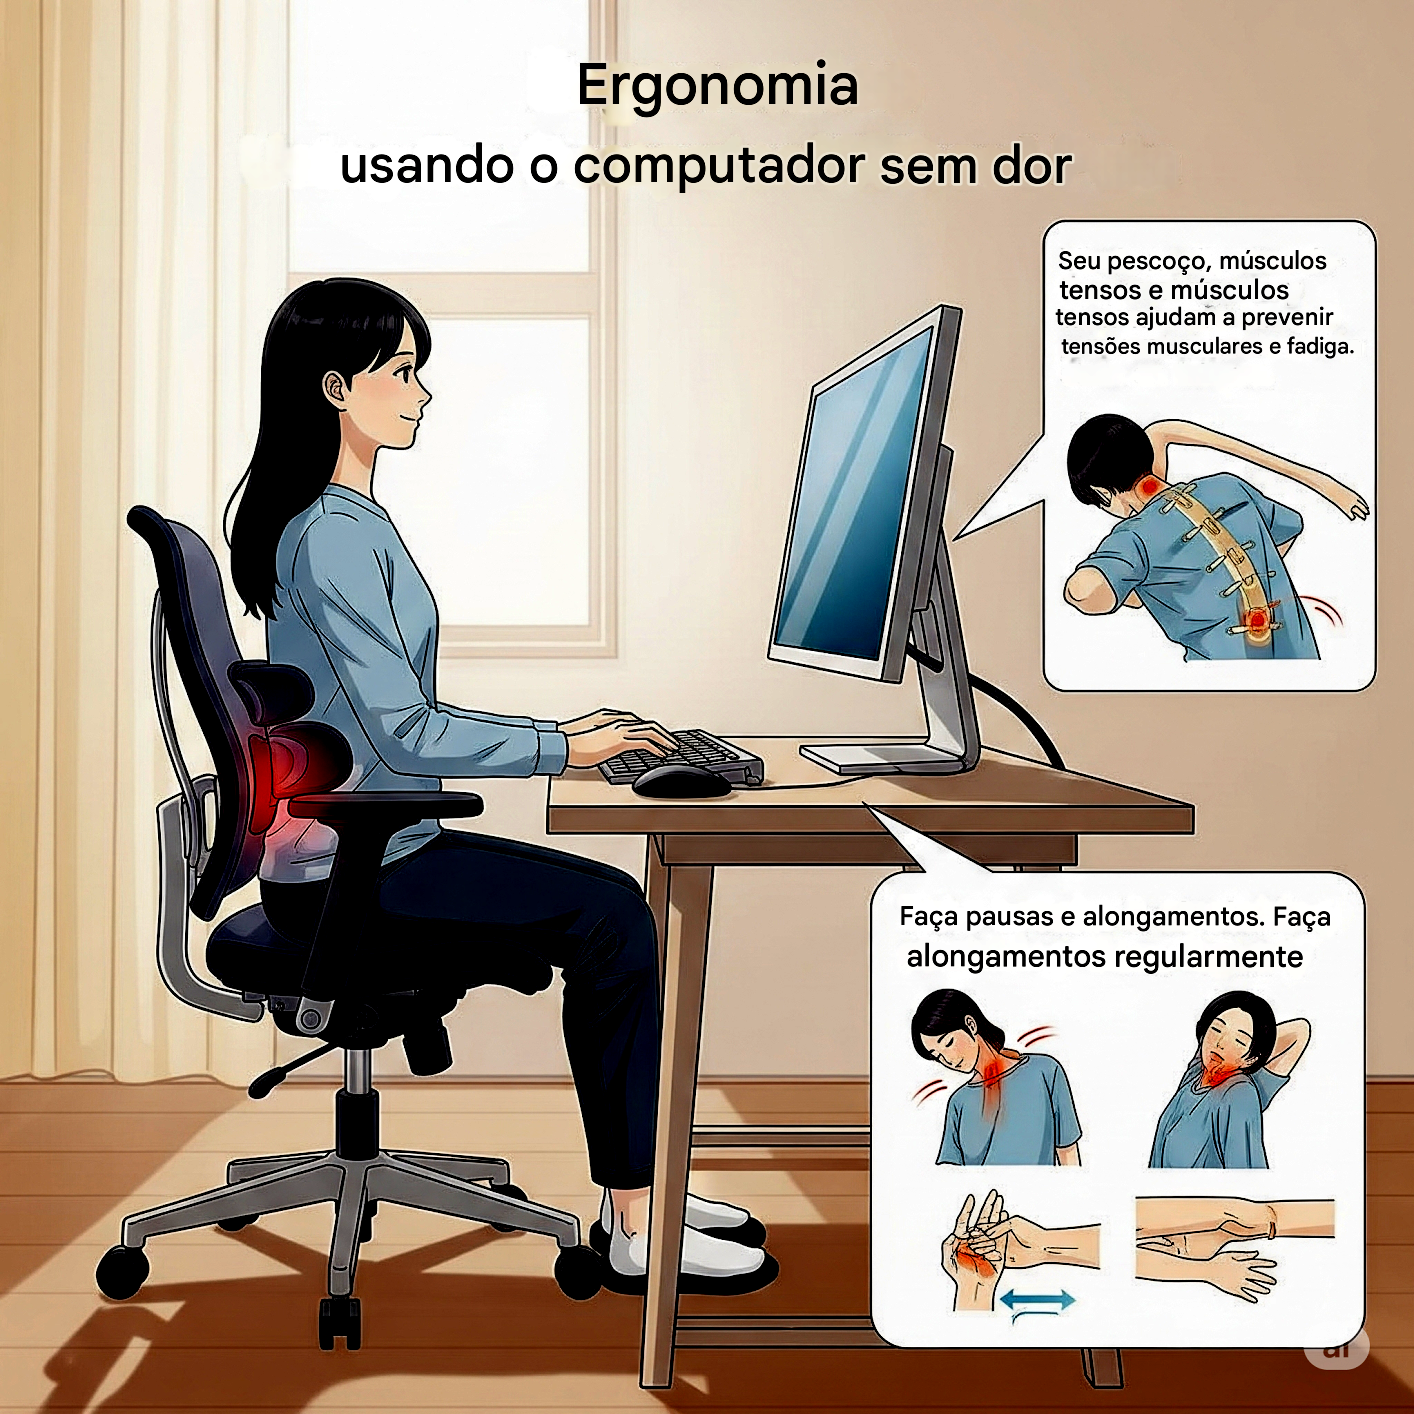 Ergonomia
usando o computador sem dor
Seu pescoço, músculos
tensos e músculos
tensos ajudam a prevenir
tensões musculares e fadiga.
Faça pausas e alongamentos. Faça
alongamentos regularmente